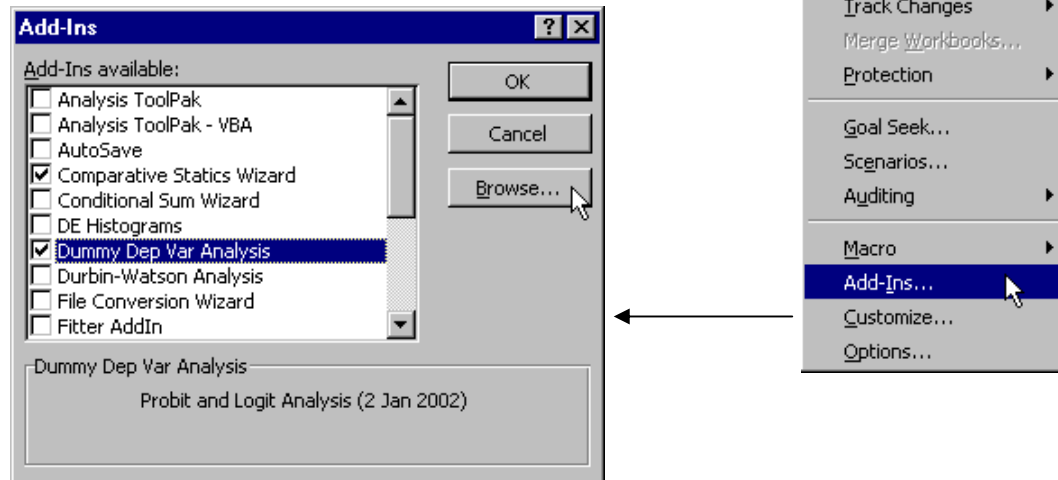 Add-Ins
Add-Ins available:
Analysis ToolPak
Analysis ToolPak - VBA
AutoSave
Comparative Statics Wizard
Conditional Sum Wizard
DE Histograms
Dummy Dep Var Analysis
Durbin-Watson Analysis
File Conversion Wizard
Fitter AddIn
OK
Cancel
Browse...
Dummy Dep Var Analysis
Probit and Logit Analysis (2 Jan 2002)
Track Changes
Merge Workbooks...
Protection
Goal Seek...
Scenarios...
Auditing
Macro
Add-Ins...
Customize...
Options...